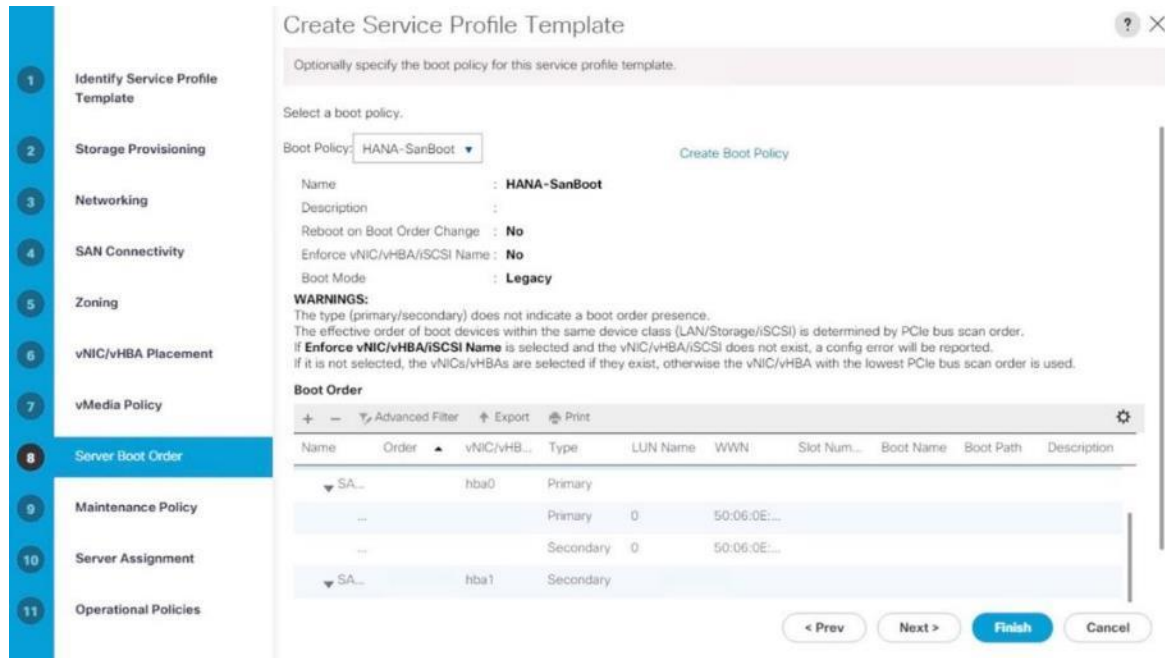 Create Service Profile Template
?
Optionally specify the boot policy for this service profile template.
1 Identify Service Profile
Template
2 Storage Provisioning
3 Networking
4 SAN Connectivity
5 Zoning
6 vNIC/vHBA Placement
7 vMedia Policy
8 Server Boot Order
9 Maintenance Policy
10 Server Assignment
11 Operational Policies
Select a boot policy.
Boot Policy: HANA-SanBoot Create Boot Policy
Name : HANA-SanBoot
Description :
Reboot on Boot Order Change : No
Enforce vNIC/vHBA/iSCSI Name : No
Boot Mode : Legacy
WARNINGS:
The type (primary/secondary) does not indicate a boot order presence.
The effective order of boot devices within the same device class (LAN/Storage/iSCSI) is determined by PCIe bus scan order.
If Enforce vNIC/vHBA/iSCSI Name is selected and the vNIC/vHBA/iSCSI does not exist, a config error will be reported.
If it is not selected, the vNICs/vHBAs are selected if they exist, otherwise the vNIC/vHBA with the lowest PCIe bus scan order is used.
Boot Order
+ − Advanced Filter Export Print
Name Order vNIC/vHB... Type LUN Name WWN Slot Num... Boot Name Boot Path Description
SA... hba0 Primary
... Primary 0 50:06:0E:...
... Secondary 0 50:06:0E:...
SA... hba1 Secondary
< Prev Next > Finish Cancel